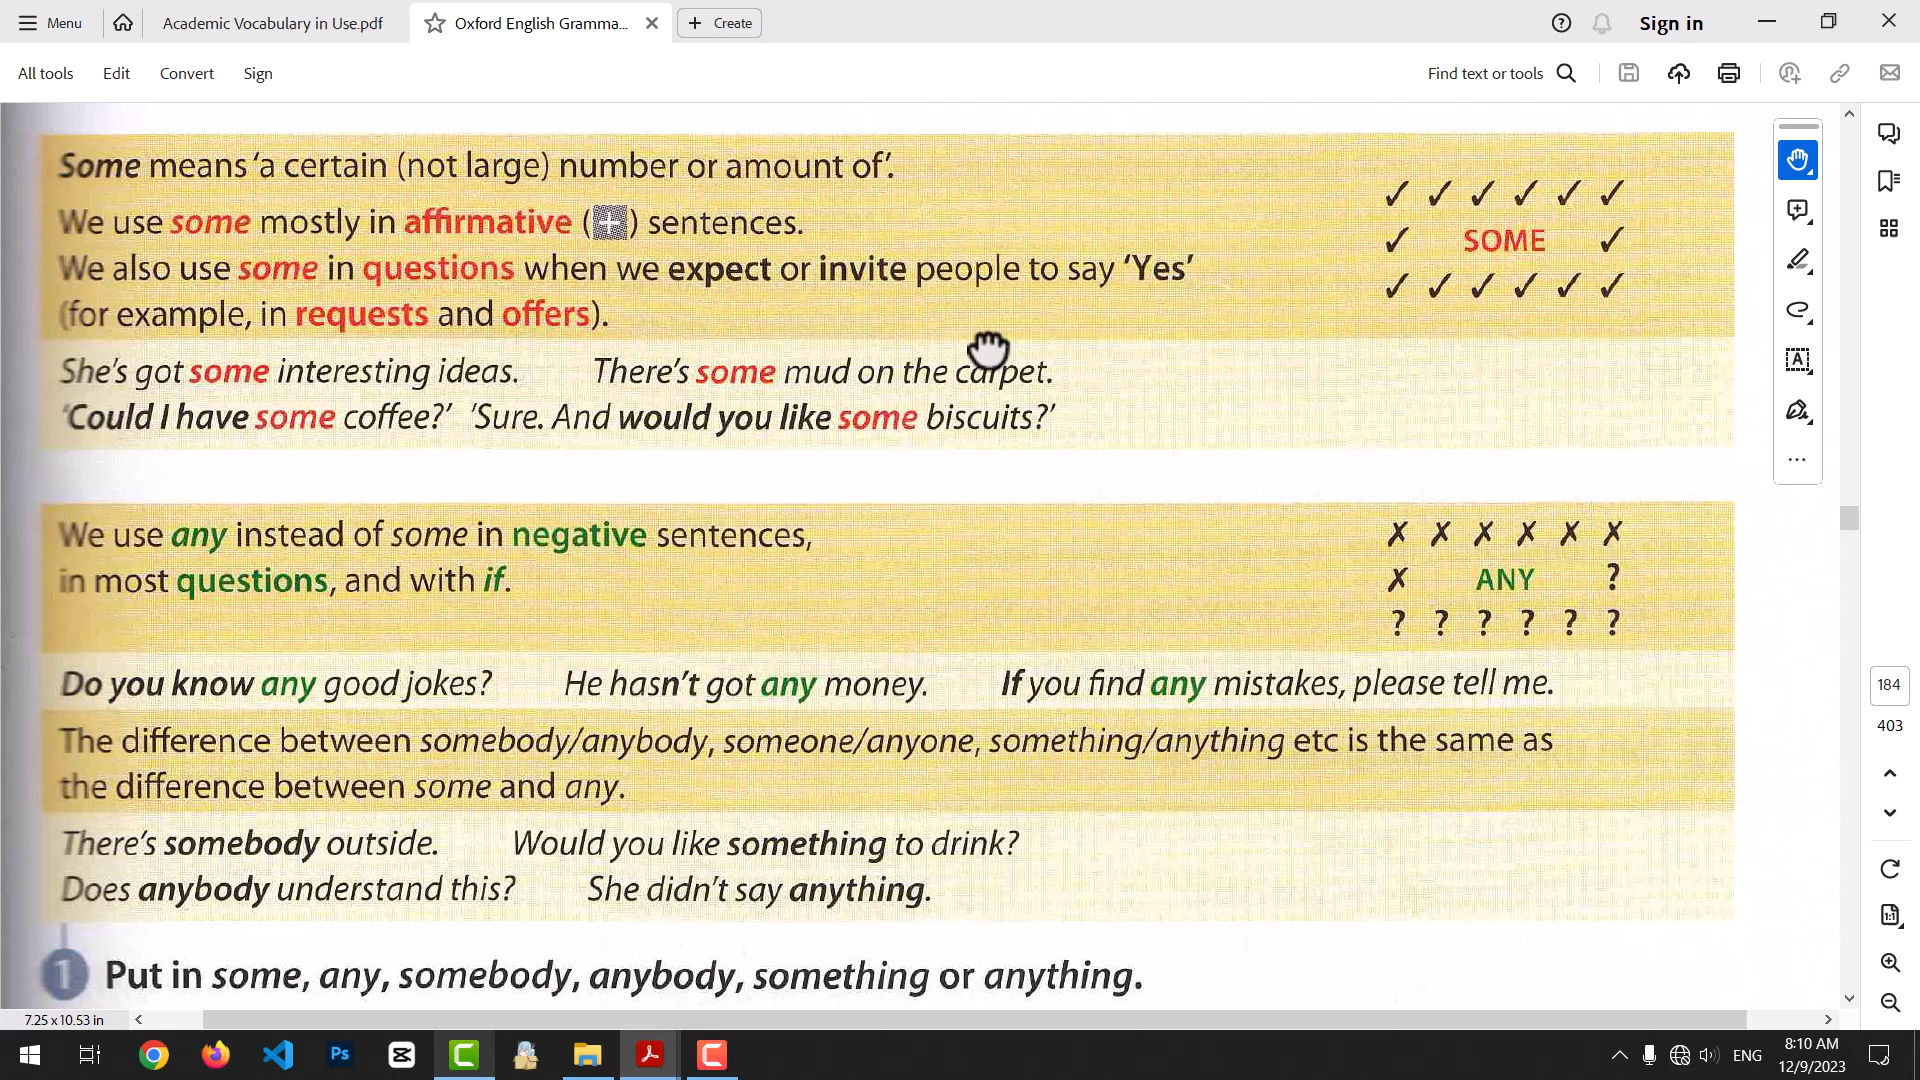 Menu
Academic Vocabulary in Use.pdf
Oxford English Gramma...
Create
Sign in
All tools
Edit
Convert
Sign
Find text or tools
Some means 'a certain (not large) number or amount of'.
We use some mostly in affirmative (+) sentences.
We also use some in questions when we expect or invite people to say 'Yes'
(for example, in requests and offers).
SOME
She's got some interesting ideas. There's some mud on the carpet.
'Could I have some coffee?' 'Sure. And would you like some biscuits?'
We use any instead of some in negative sentences,
in most questions, and with if.
ANY
Do you know any good jokes? He hasn't got any money. If you find any mistakes, please tell me.
The difference between somebody/anybody, someone/anyone, something/anything etc is the same as
the difference between some and any.
There's somebody outside. Would you like something to drink?
Does anybody understand this? She didn't say anything.
1 Put in some, any, somebody, anybody, something or anything.
184
403
7.25 x 10.53 in
Ps
ENG
8:10 AM
12/9/2023